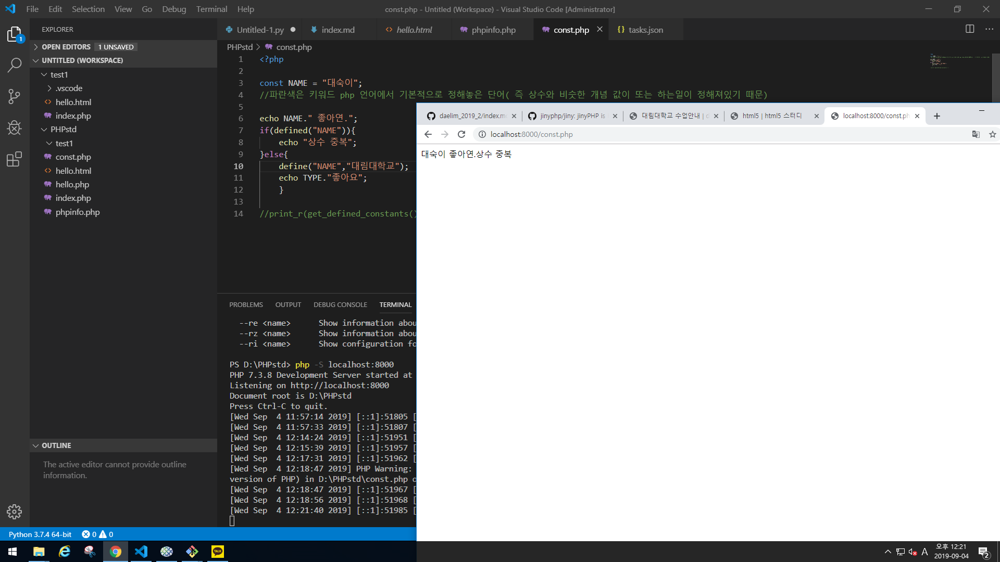 File Edit Selection View Go Debug Terminal Help
const.php - Untitled (Workspace) - Visual Studio Code [Administrator]
EXPLORER
OPEN EDITORS 1 UNSAVED
UNTITLED (WORKSPACE)
test1
.vscode
hello.html
index.php
PHPstd
test1
const.php
hello.html
hello.php
index.php
phpinfo.php
OUTLINE
The active editor cannot provide outline
information.
1
Untitled-1.py
index.md
hello.html
phpinfo.php
const.php
tasks.json
PHPstd > const.php
1 <?php
2
3 const NAME = "대숙이";
4 //파란색은 키워드 php 언어에서 기본적으로 정해놓은 단어( 즉 상수와 비슷한 개념 값이 또는 하는일이 정해져있기 때문)
5
6 echo NAME." 좋아연.";
7 if(defined("NAME")){
8 echo "상수 중복";
9 }else{
10 define("NAME","대림대학교");
11 echo TYPE."좋아요";
12 }
13
14 //print_r(get_defined_constants()
PROBLEMS OUTPUT DEBUG CONSOLE TERMINAL
--re <name> Show information abou
--rz <name> Show information abou
--ri <name> Show configuration fo
PS D:\PHPstd> php -S localhost:8000
PHP 7.3.8 Development Server started at
Listening on http://localhost:8000
Document root is D:\PHPstd
Press Ctrl-C to quit.
[Wed Sep 4 11:57:14 2019] [::1]:51805 [
[Wed Sep 4 11:57:33 2019] [::1]:51807 [
[Wed Sep 4 12:14:24 2019] [::1]:51951 [
[Wed Sep 4 12:15:39 2019] [::1]:51957 [
[Wed Sep 4 12:17:31 2019] [::1]:51962 [
[Wed Sep 4 12:18:47 2019] PHP Warning:
version of PHP) in D:\PHPstd\const.php o
[Wed Sep 4 12:18:47 2019] [::1]:51967 [
[Wed Sep 4 12:18:56 2019] [::1]:51968 [
[Wed Sep 4 12:21:40 2019] [::1]:51985 [
daelim_2019_2/index.m
jinyphp/jiny: jinyPHP is
대림대학교 수업안내 | d
html5 | html5 스터디
localhost:8000/const.ph
localhost:8000/const.php
대숙이 좋아연.상수 중복
Python 3.7.4 64-bit 0 0
TALK
A
오후 12:21
2019-09-04
2